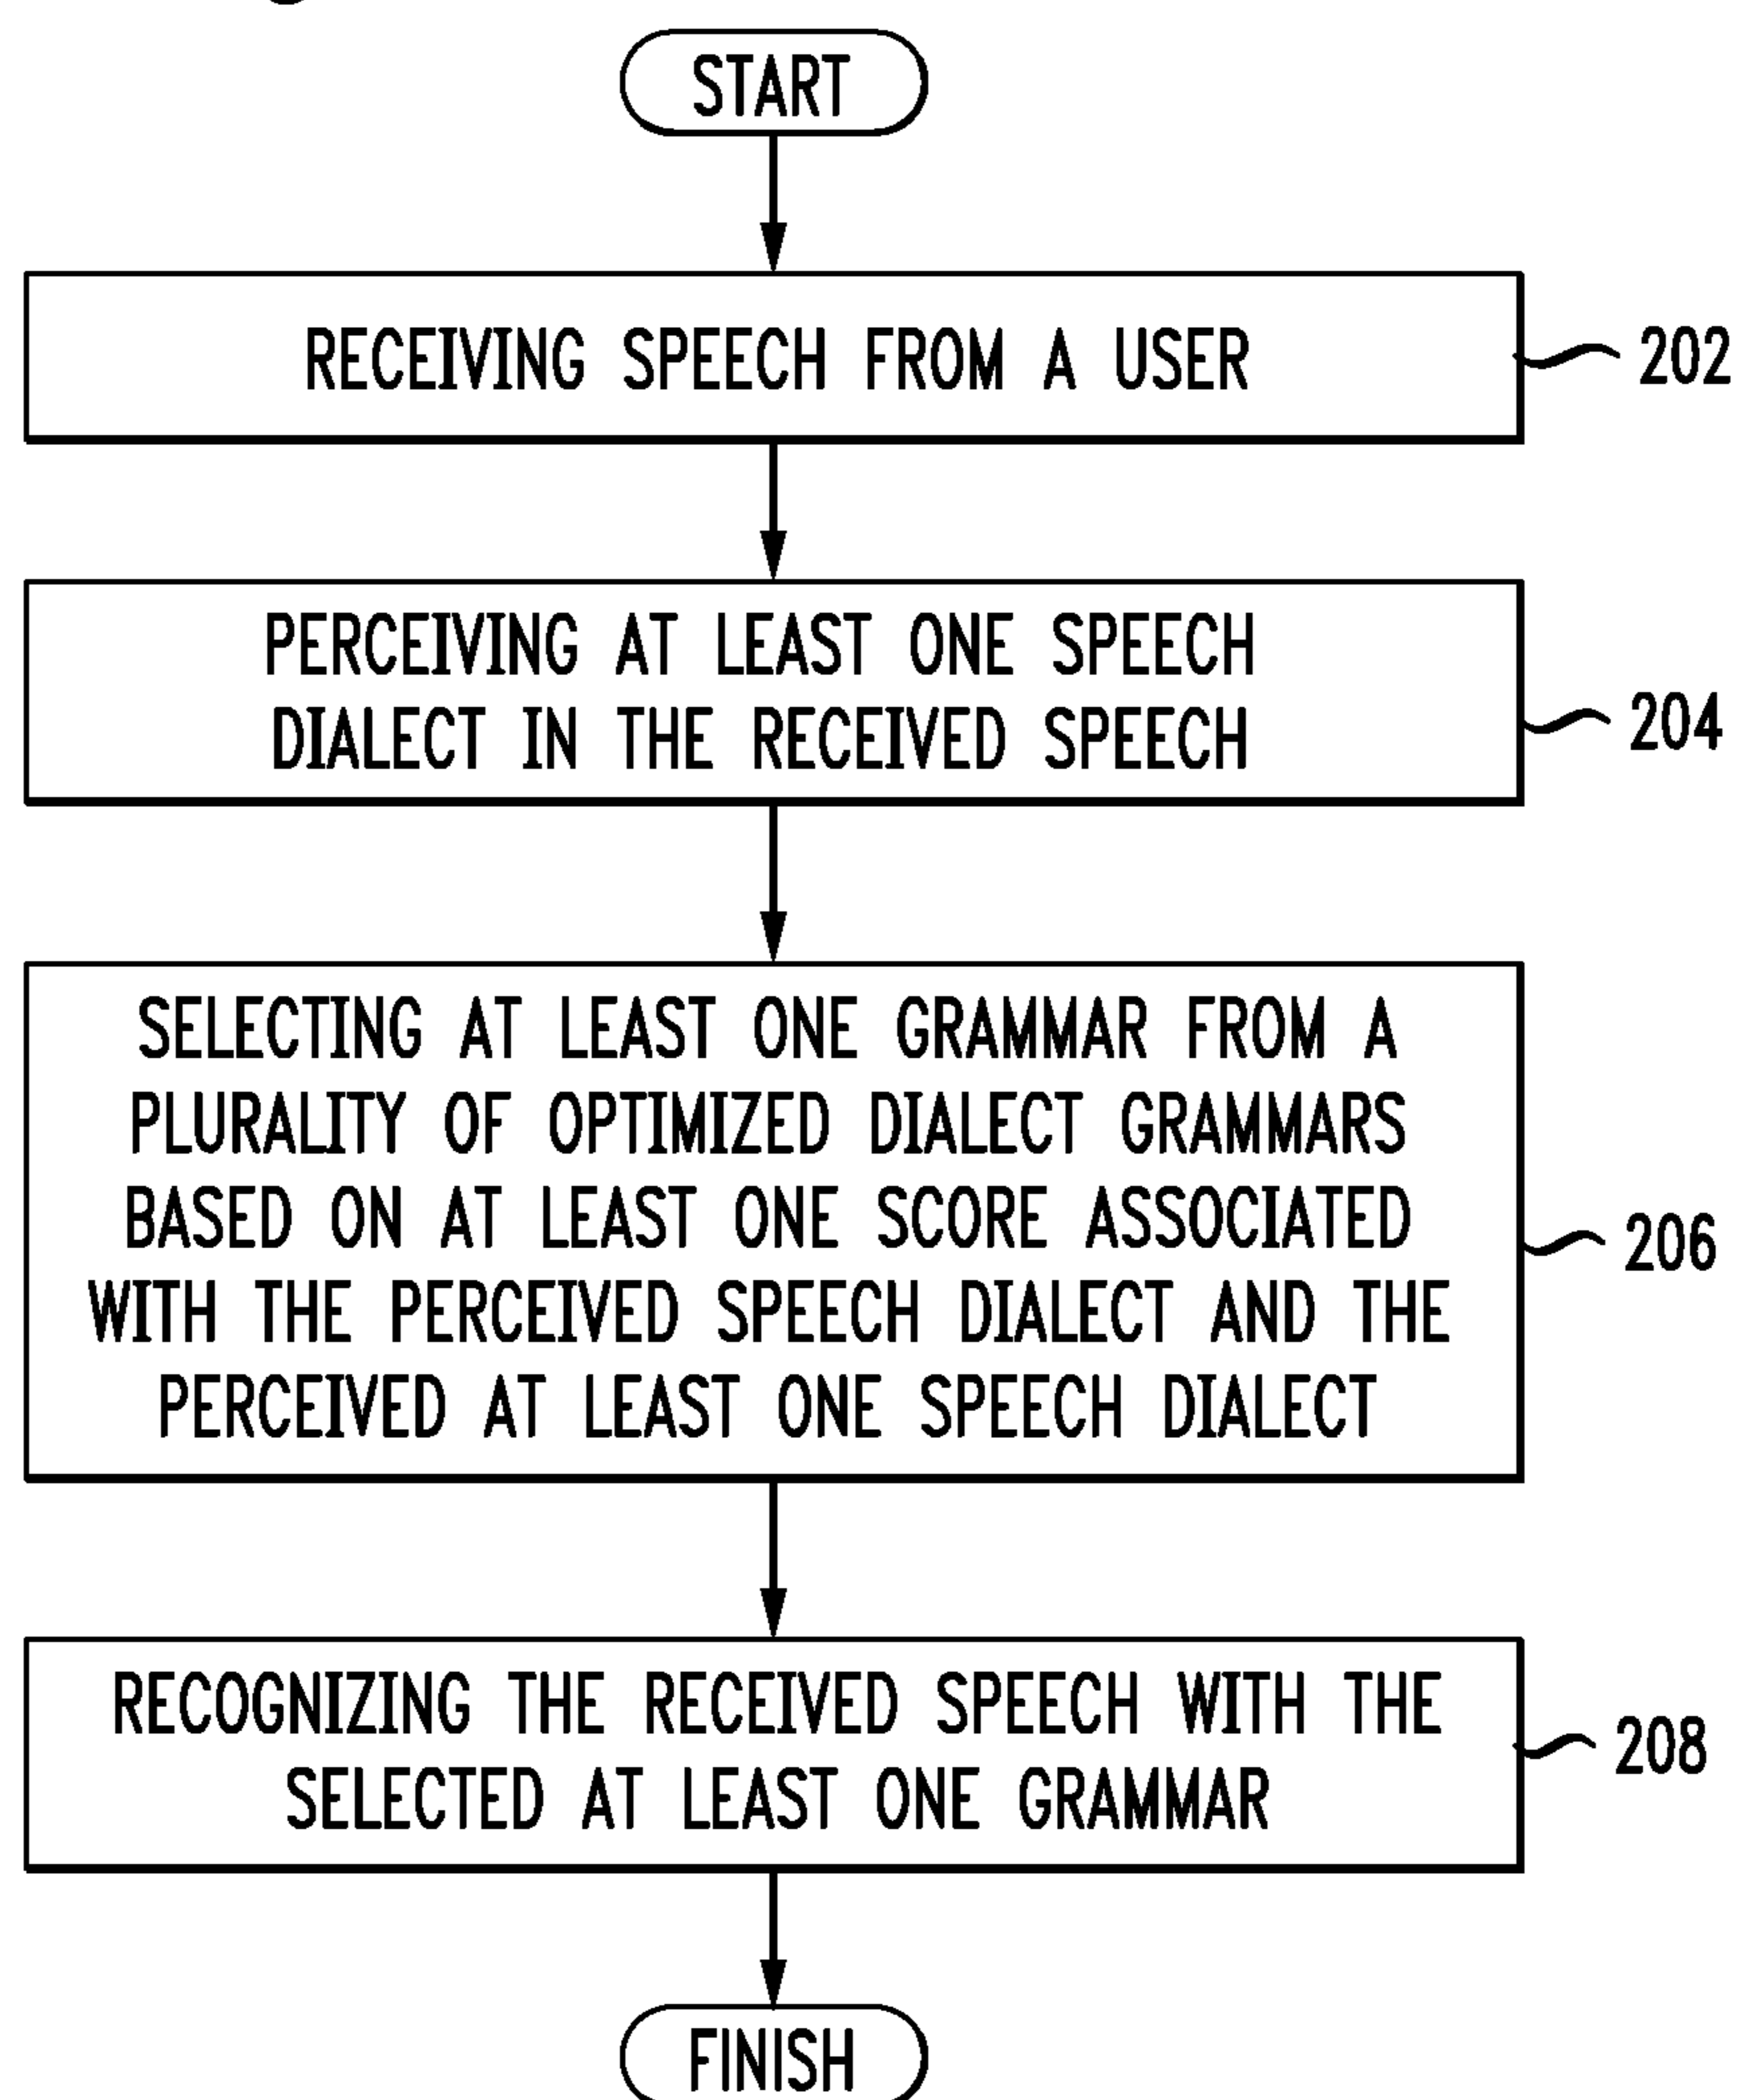 START
RECEIVING SPEECH FROM A USER
202
PERCEIVING AT LEAST ONE SPEECH
DIALECT IN THE RECEIVED SPEECH
204
SELECTING AT LEAST ONE GRAMMAR FROM A
PLURALITY OF OPTIMIZED DIALECT GRAMMARS
BASED ON AT LEAST ONE SCORE ASSOCIATED
WITH THE PERCEIVED SPEECH DIALECT AND THE
PERCEIVED AT LEAST ONE SPEECH DIALECT
206
RECOGNIZING THE RECEIVED SPEECH WITH THE
SELECTED AT LEAST ONE GRAMMAR
208
FINISH